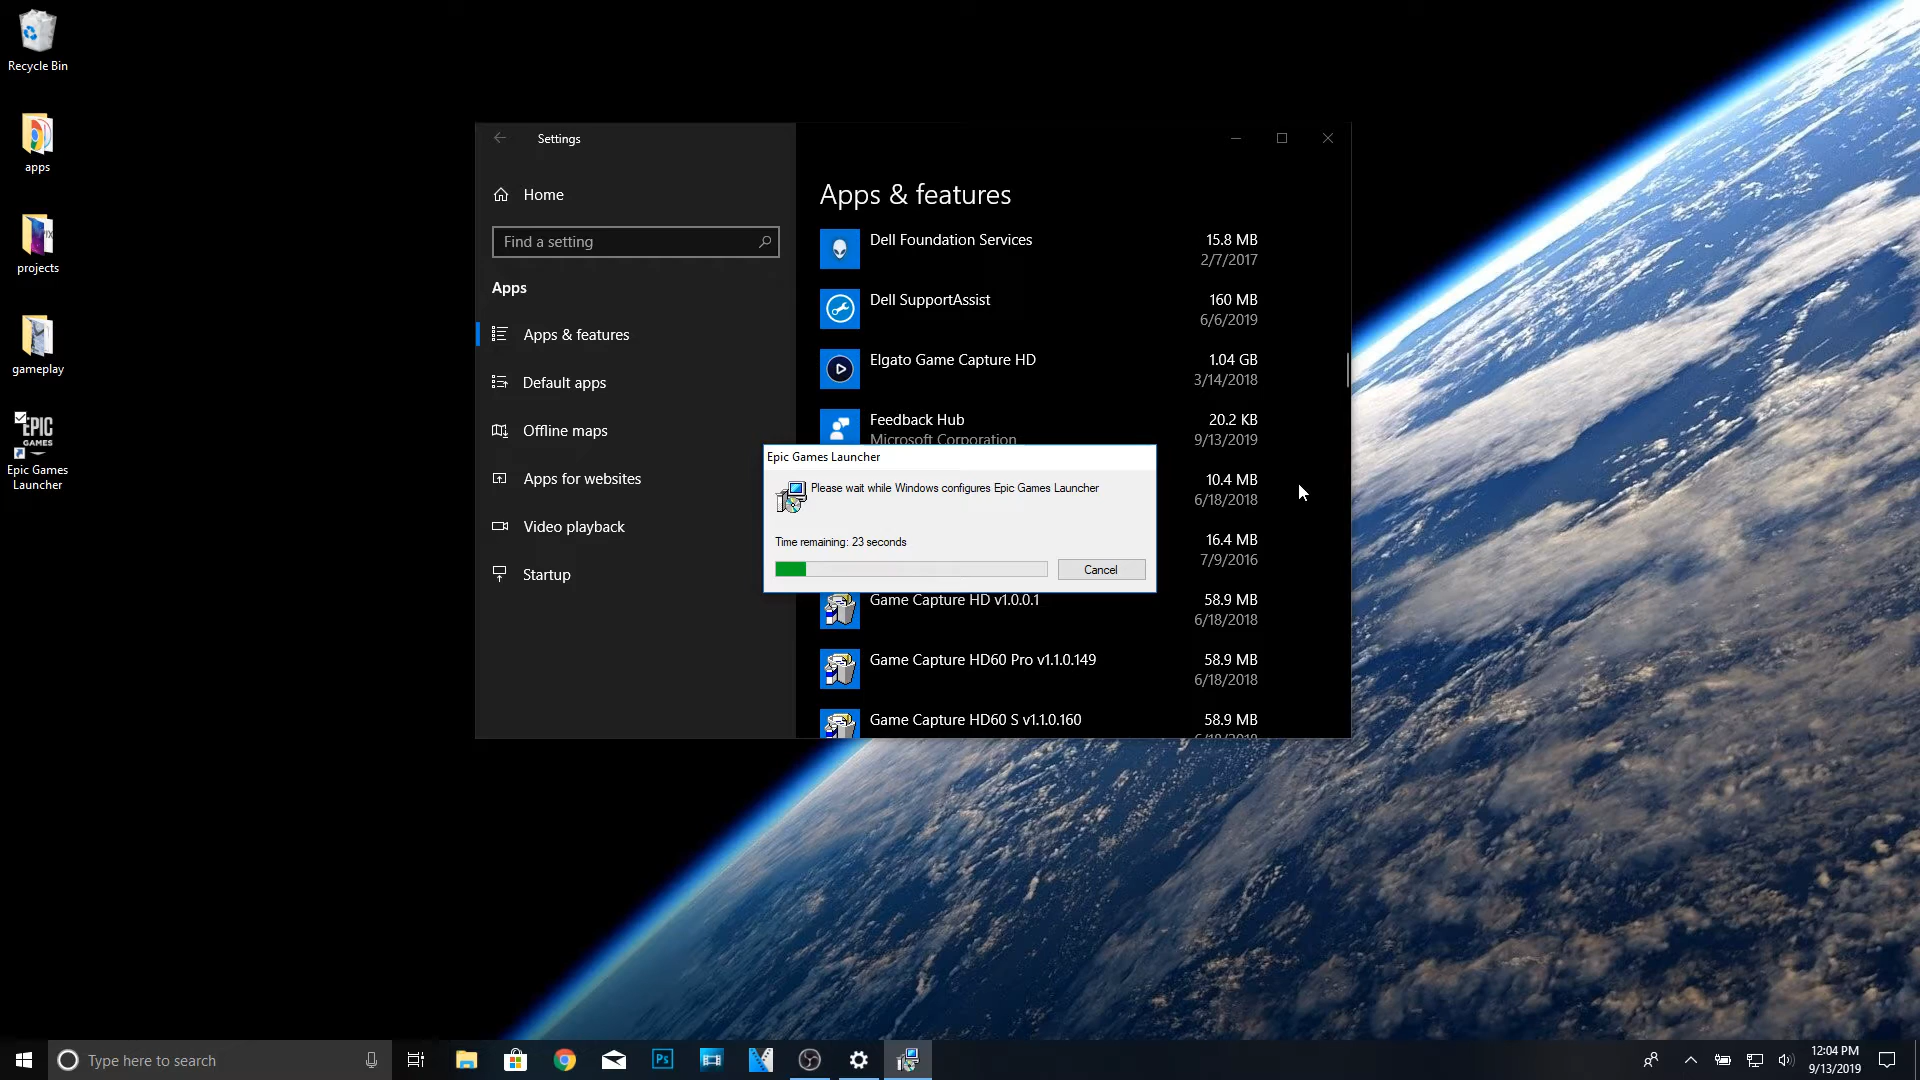 Recycle Bin
apps
projects
gameplay
EPIC
GAMES
Epic Games
Launcher
Settings
Home
Find a setting
Apps
Apps & features
Default apps
Offline maps
Apps for websites
Video playback
Startup
Apps & features
Dell Foundation Services 15.8 MB
2/7/2017
Dell SupportAssist 160 MB
6/6/2019
Elgato Game Capture HD 1.04 GB
3/14/2018
Feedback Hub 20.2 KB
Microsoft Corporation 9/13/2019
10.4 MB
6/18/2018
16.4 MB
7/9/2016
Epic Games Launcher
Please wait while Windows configures Epic Games Launcher
Time remaining: 23 seconds
Cancel
Game Capture HD v1.0.0.1 58.9 MB
6/18/2018
Game Capture HD60 Pro v1.1.0.149 58.9 MB
6/18/2018
Game Capture HD60 S v1.1.0.160 58.9 MB
6/18/2018
Type here to search
Ps
12:04 PM
9/13/2019